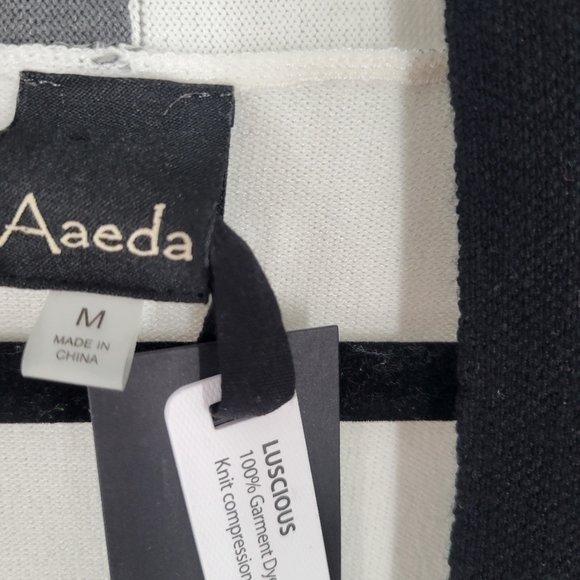 Aaeda
M
MADE IN
CHINA
LUSCIOUS
100% Garment Dy
Knit compression